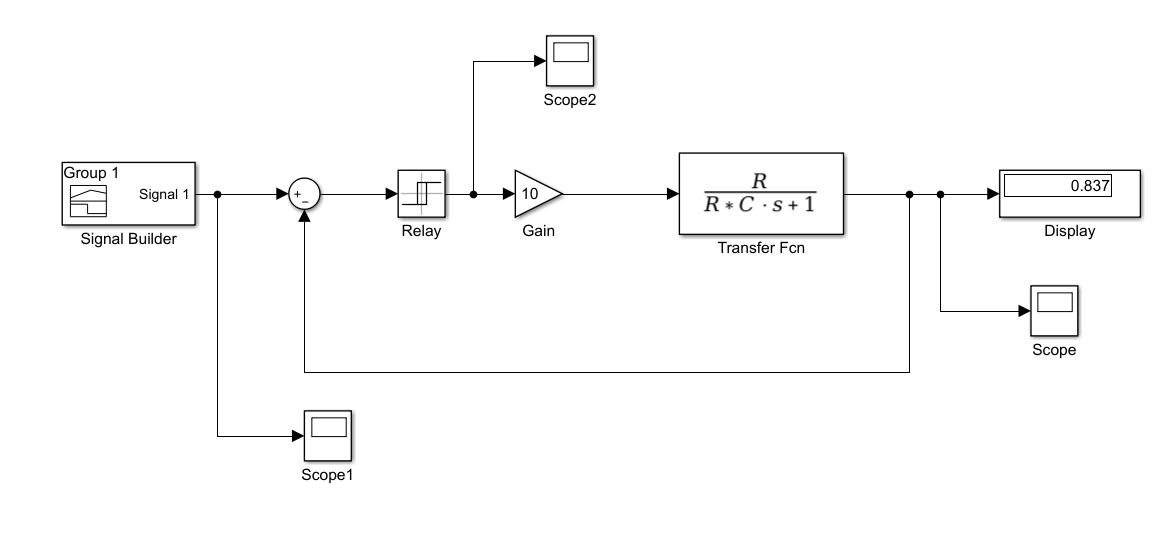 Scope2
Group 1
Signal 1
Signal Builder
+
−
Relay
10
Gain
R
R * C · s + 1
Transfer Fcn
0.837
Display
Scope
Scope1